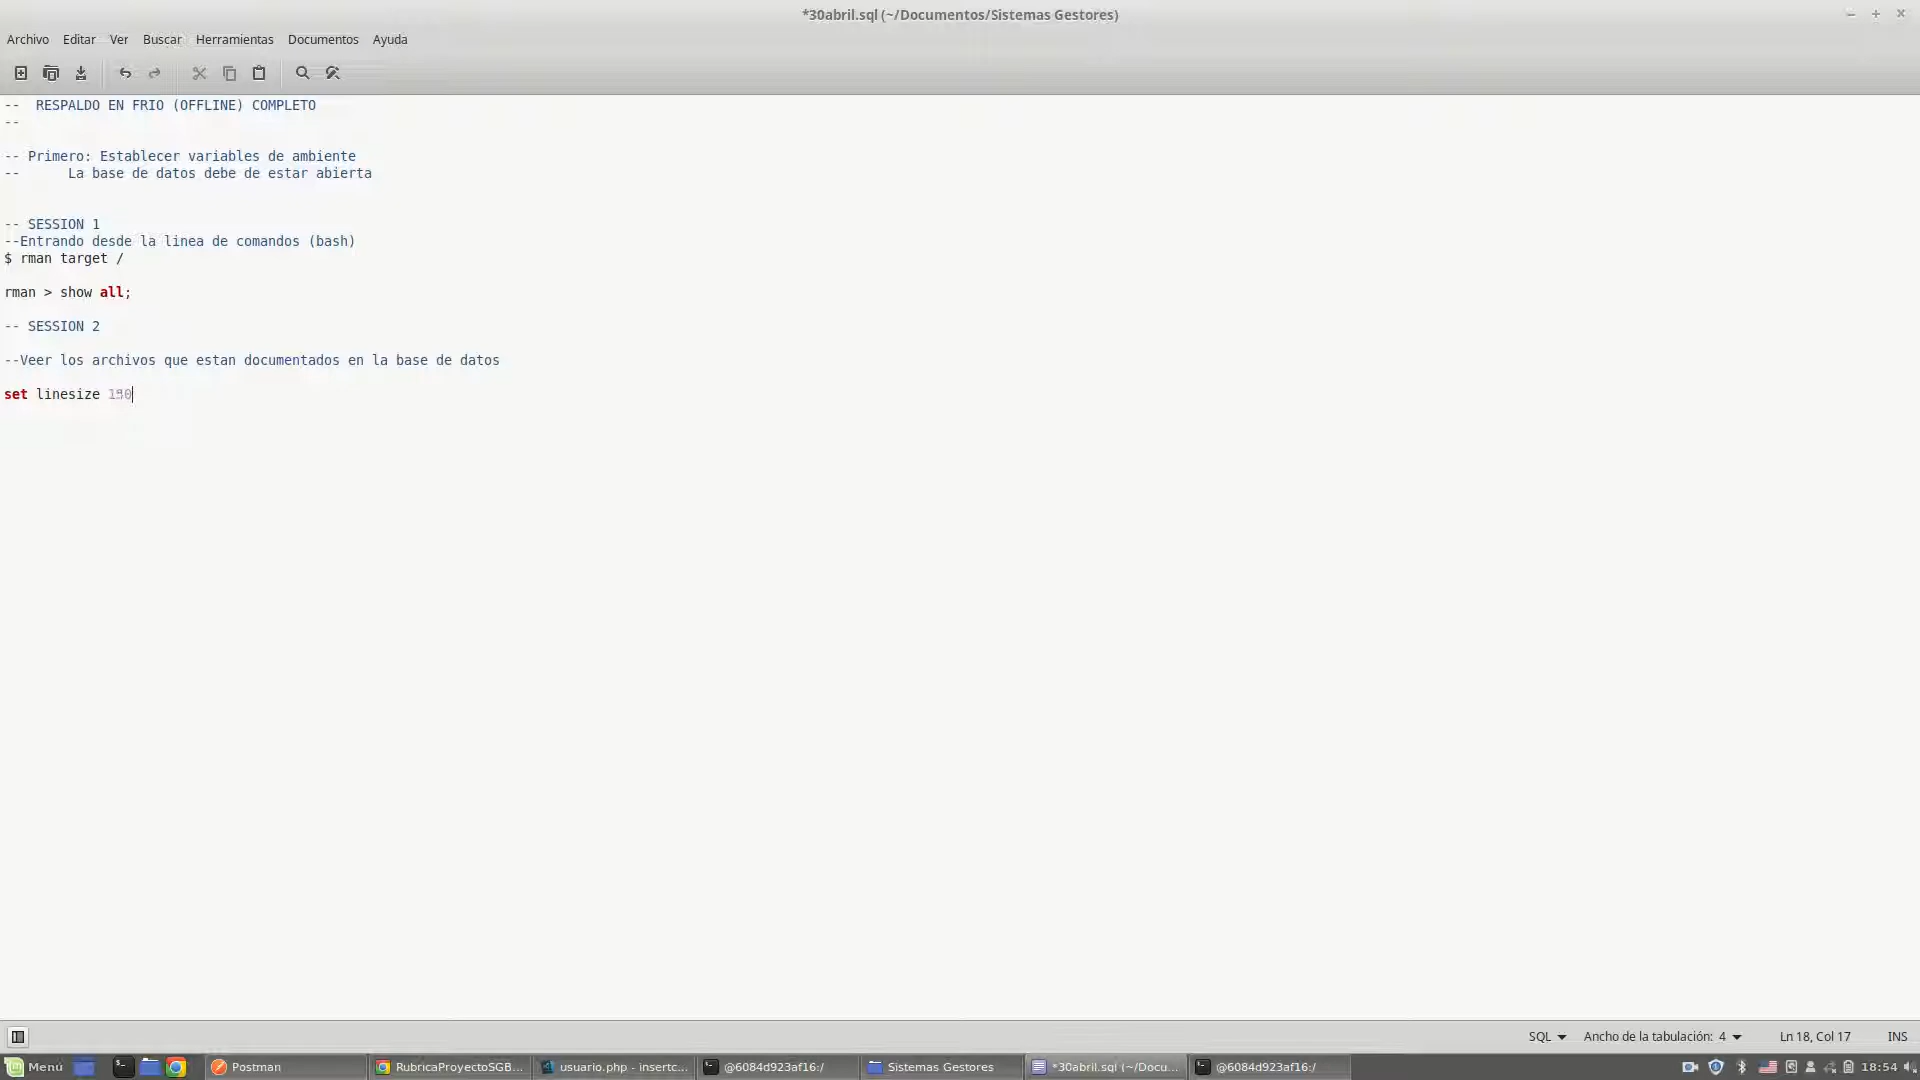 *30abril.sql (~/Documentos/Sistemas Gestores)
Archivo Editar Ver Buscar Herramientas Documentos Ayuda
--  RESPALDO EN FRIO (OFFLINE) COMPLETO
--
-- Primero: Establecer variables de ambiente
--      La base de datos debe de estar abierta
-- SESSION 1
--Entrando desde la linea de comandos (bash)
$ rman target /
rman > show all;
-- SESSION 2
--Veer los archivos que estan documentados en la base de datos
set linesize
SQL Ancho de la tabulación: 4 Ln 18, Col 17 INS
Menú Postman RubricaProyectoSGB... usuario.php - insertc... @6084d923af16:/ Sistemas Gestores *30abril.sql (~/Docu... @6084d923af16:/ 18:54